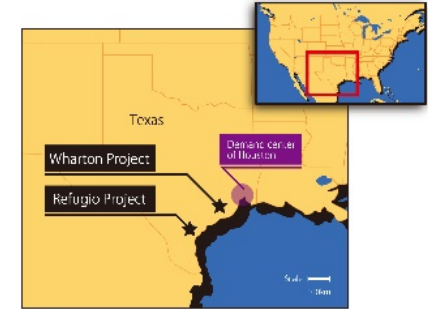 Texas
Demand center
of Houston
Wharton Project
Refugio Project
Scale